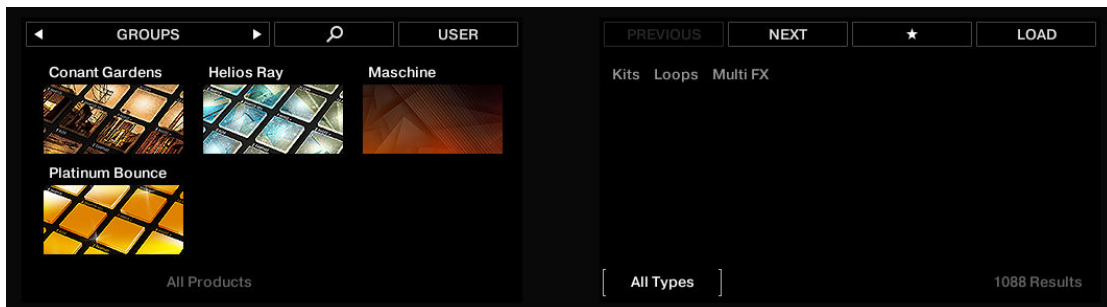 GROUPS USER
PREVIOUS NEXT LOAD
Conant Gardens Helios Ray Maschine
Kits Loops Multi FX
Platinum Bounce
All Products
All Types
1088 Results